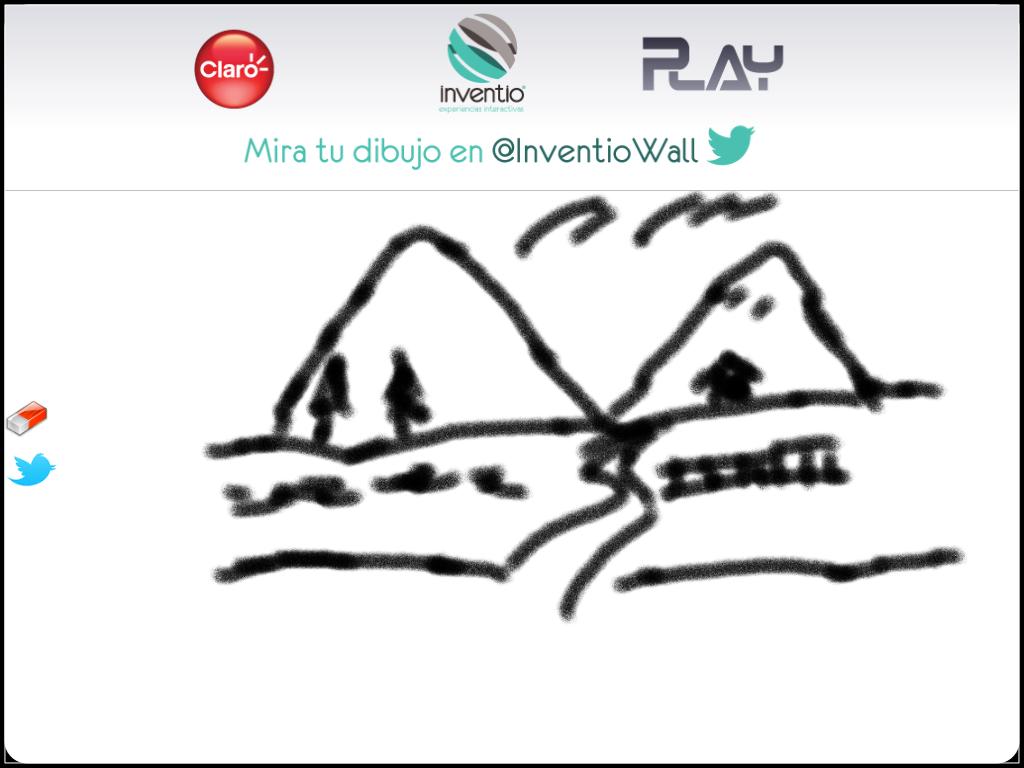 Claro
inventio
experiencias interactivas
PLAY
Mira tu dibujo en @InventioWall